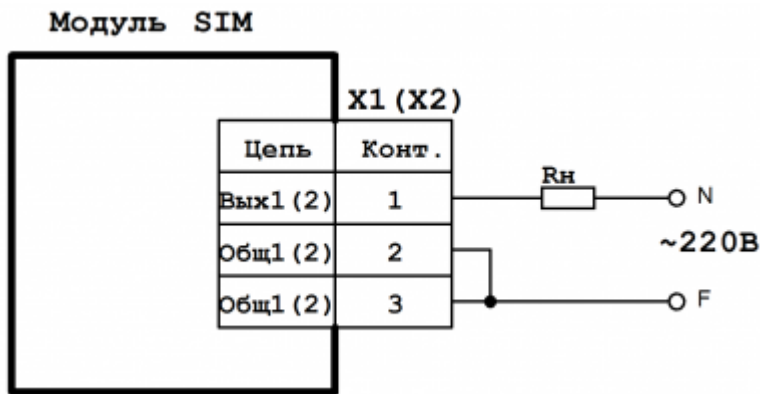 Модуль SIM
X1(X2)
Цепь Конт.
Rн
Вых1(2) 1 N
~220В
Общ1(2) 2
Общ1(2) 3 F